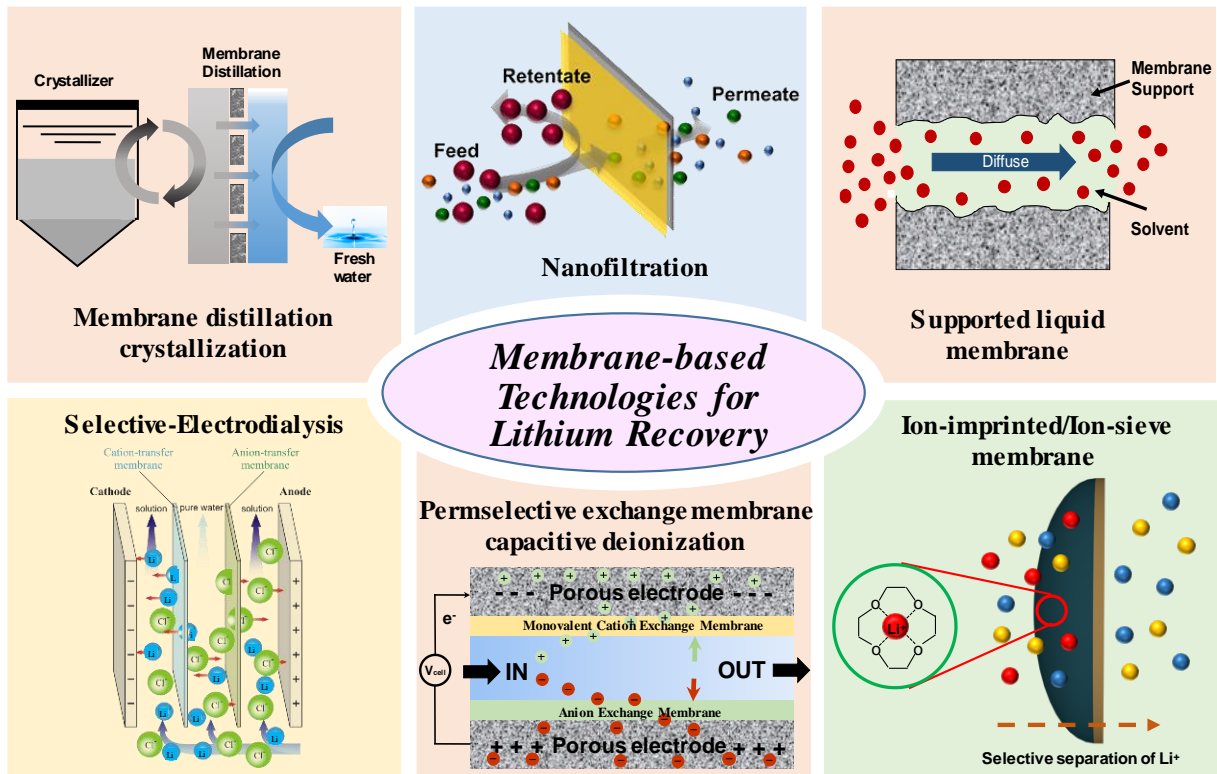 Crystallizer
Membrane
Distillation
Fresh
water
Membrane distillation
crystallization
Retentate
Permeate
Feed
Nanofiltration
Membrane
Support
Diffuse
Solvent
Supported liquid
membrane
Membrane-based
Technologies for
Lithium Recovery
Selective-Electrodialysis
Cation-transfer
membrane
Anion-transfer
membrane
Cathode
Anode
solution
pure water
solution
Cl⁻
Li
Permselective exchange membrane
capacitive deionization
+ + + + + + + +
- - - Porous electrode - - -
e⁻
Monovalent Cation Exchange Membrane
Vcell
IN
OUT
Anion Exchange Membrane
+ + + Porous electrode + + +
Ion-imprinted/Ion-sieve
membrane
O O
Li⁺
O O
Selective separation of Li⁺